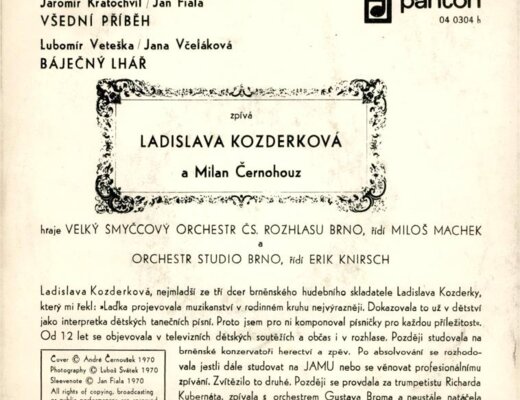 Jaromír Kratochvíl / Jan Fiala
VŠEDNÍ PŘÍBĚH
panton
04 0304 h
Lubomír Veteška / Jana Včeláková
BÁJEČNÝ LHÁŘ
zpívá
LADISLAVA KOZDERKOVÁ
a Milan Černohouz
hraje VELKÝ SMYČCOVÝ ORCHESTR ČS. ROZHLASU BRNO, řídí MILOŠ MACHEK
a
ORCHESTR STUDIO BRNO, řídí ERIK KNIRSCH
Ladislava Kozderková, nejmladší ze tří dcer brněnského hudebního skladatele Ladislava Kozderky,
který mi řekl: »Laďka projevovala muzikanství v rodinném kruhu nejvýrazněji. Dokazovala to už v dětství
jako interpretka dětských tanečních písní. Proto jsem pro ni komponoval písničky pro každou příležitost«.
Od 12 let se objevovala v televizních dětských soutěžích a občas i v rozhlase. Později studovala na
brněnské konzervatoři herectví a zpěv. Po absolvování se rozhodo-
vala jestli dále studovat na JAMU nebo se věnovat profesionálnímu
zpívání. Zvítězilo to druhé. Později se provdala za trumpetistu Richarda
Kubernáta, zpívala s orchestrem Gustava Broma a neustále natáčela
Cover © André Černoušek 1970
Photography © Luboš Svátek 1970
Sleevenote © Jan Fiala 1970
All rights of copying, broadcasting